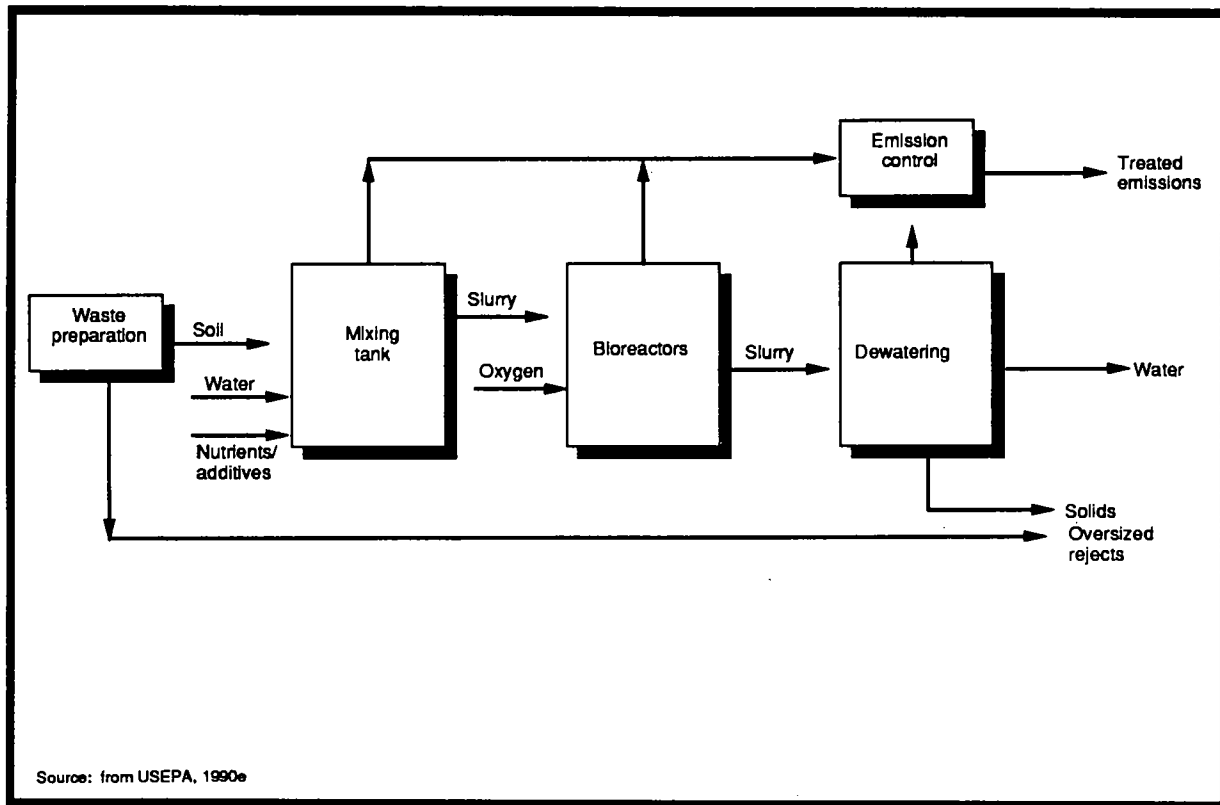 Emission
control
Treated
emissions
Waste
preparation
Soil
Water
Nutrients/
additives
Mixing
tank
Slurry
Oxygen
Bioreactors
Slurry
Dewatering
Water
Solids
Oversized
rejects
Source: from USEPA, 1990e